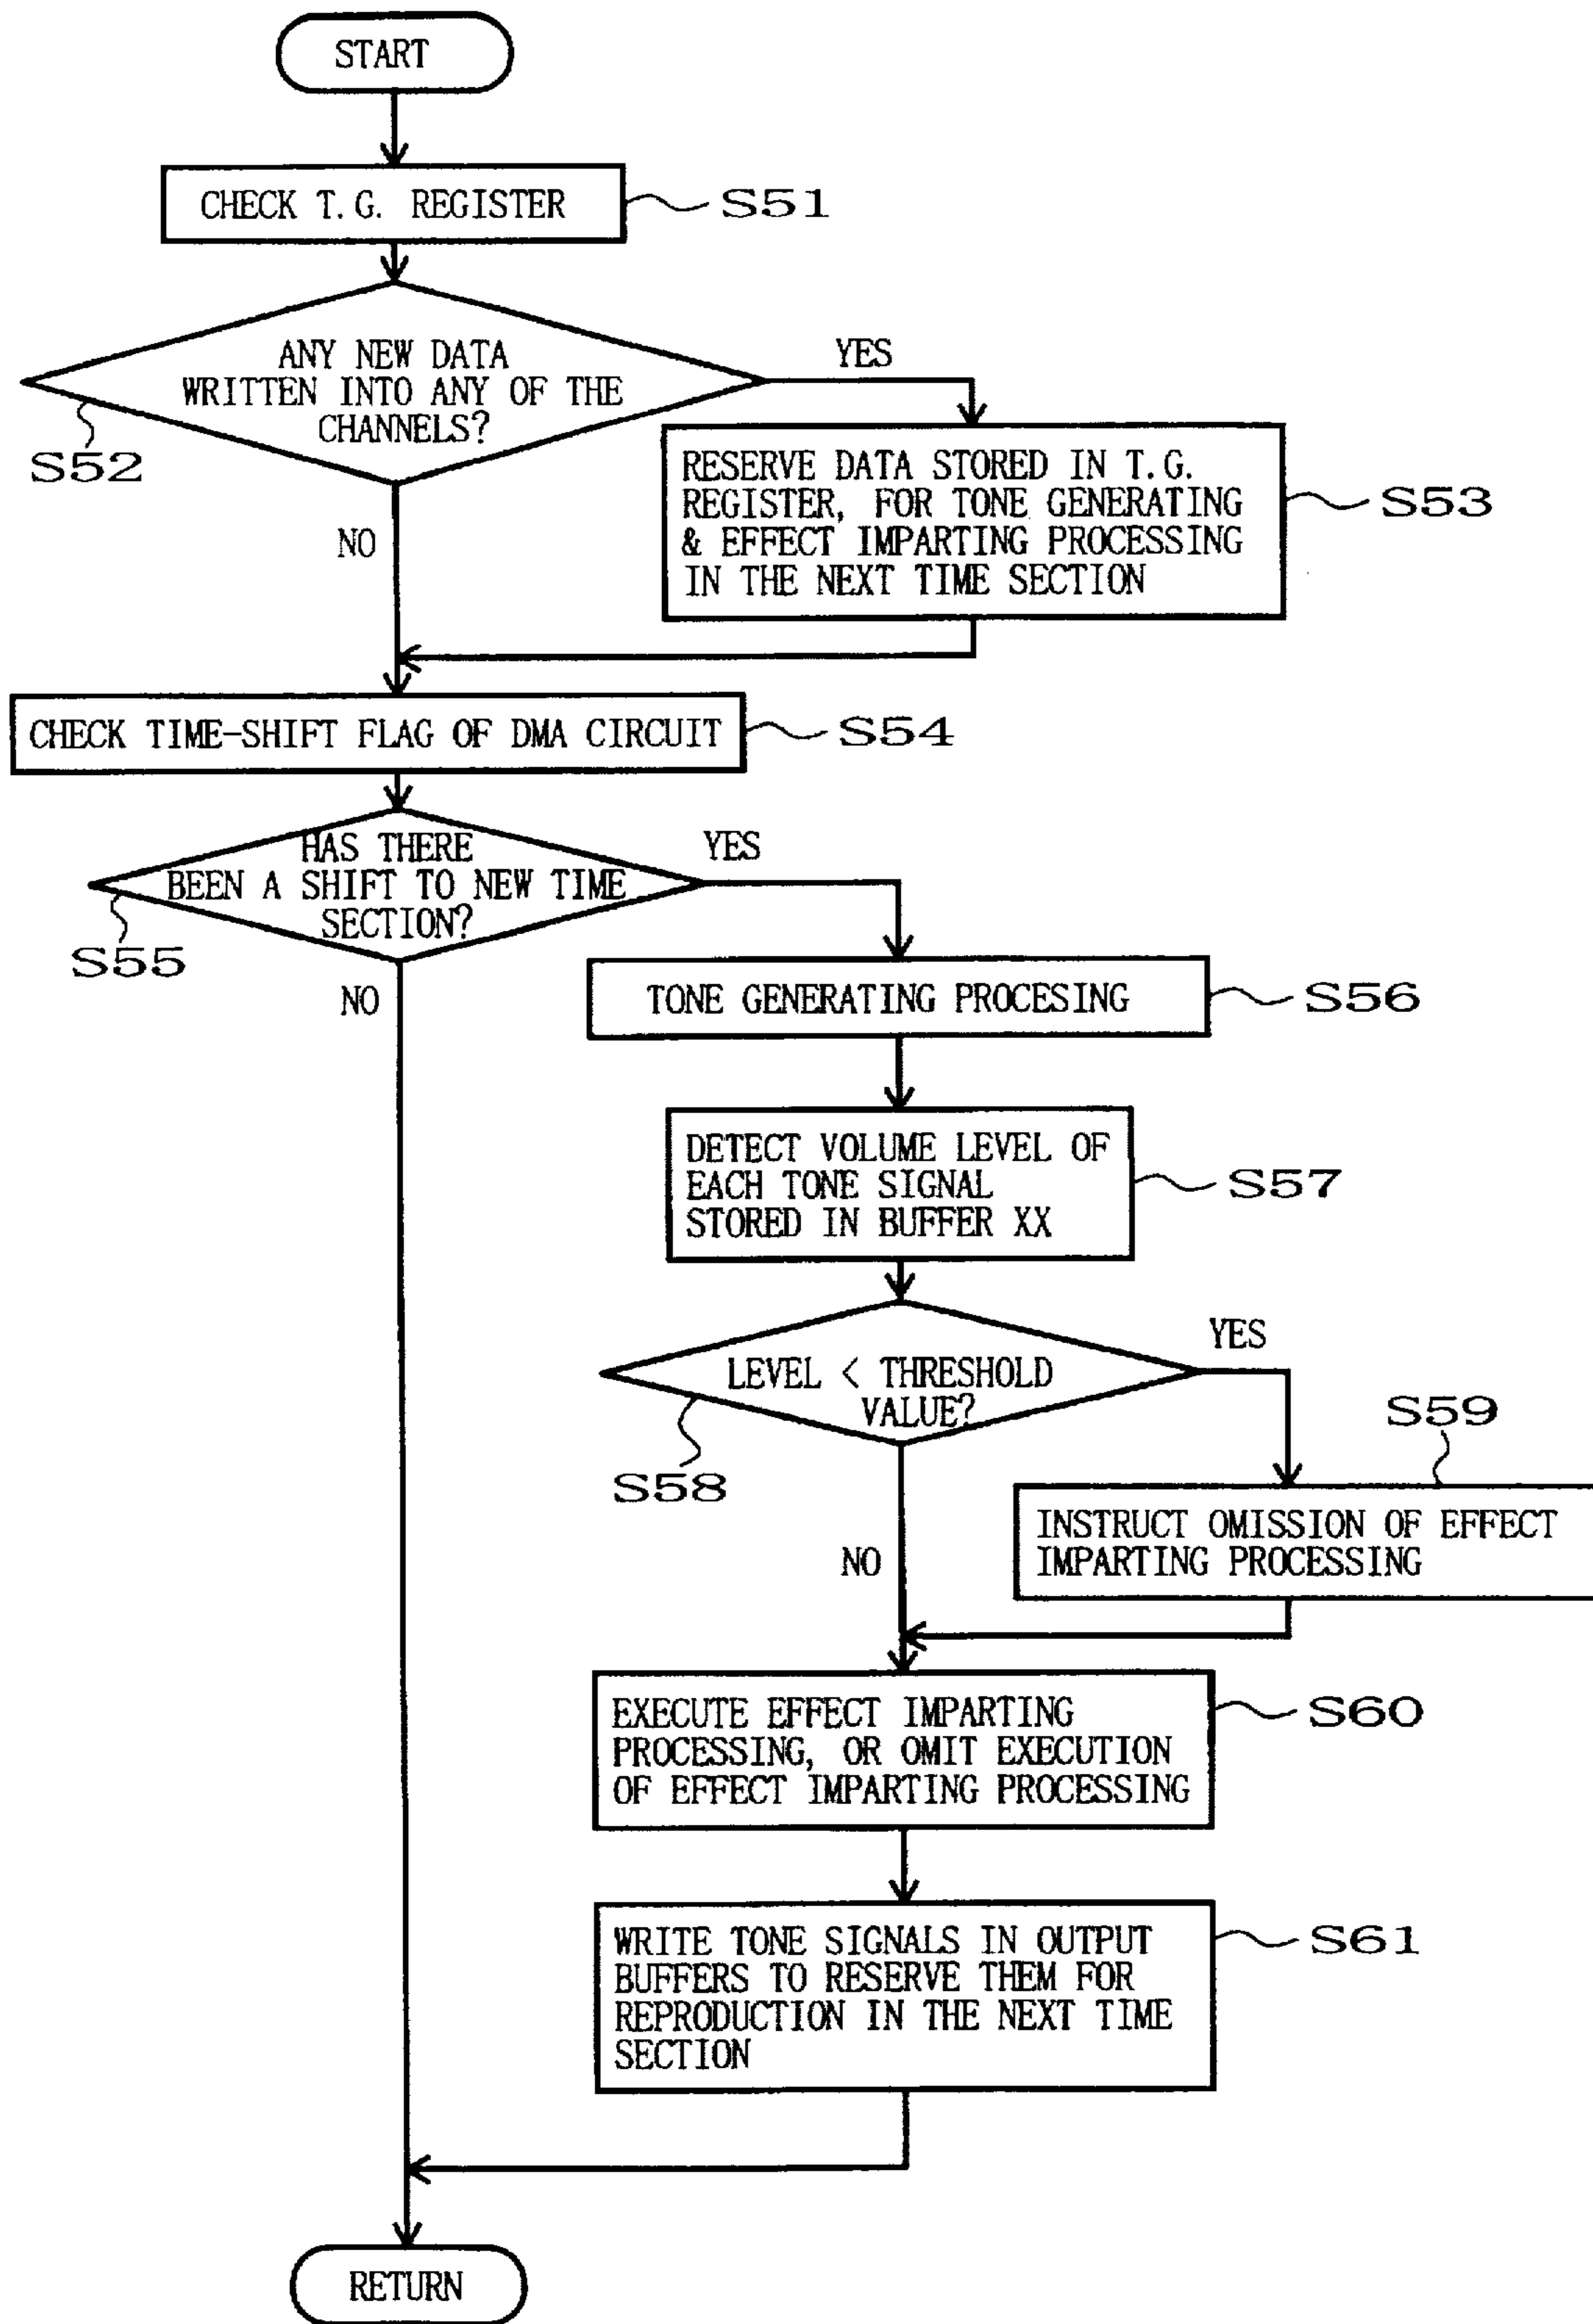 START
CHECK T.G. REGISTER
S51
ANY NEW DATA
WRITTEN INTO ANY OF THE
CHANNELS?
YES
S52
NO
RESERVE DATA STORED IN T.G.
REGISTER, FOR TONE GENERATING
& EFFECT IMPARTING PROCESSING
IN THE NEXT TIME SECTION
S53
CHECK TIME-SHIFT FLAG OF DMA CIRCUIT
S54
HAS THERE
BEEN A SHIFT TO NEW TIME
SECTION?
YES
S55
NO
TONE GENERATING PROCESING
S56
DETECT VOLUME LEVEL OF
EACH TONE SIGNAL
STORED IN BUFFER XX
S57
LEVEL < THRESHOLD
VALUE?
YES
S58
NO
S59
INSTRUCT OMISSION OF EFFECT
IMPARTING PROCESSING
EXECUTE EFFECT IMPARTING
PROCESSING, OR OMIT EXECUTION
OF EFFECT IMPARTING PROCESSING
S60
WRITE TONE SIGNALS IN OUTPUT
BUFFERS TO RESERVE THEM FOR
REPRODUCTION IN THE NEXT TIME
SECTION
S61
RETURN